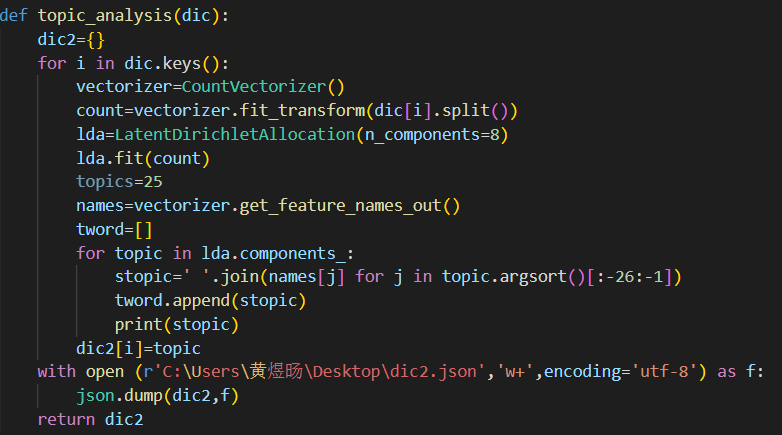 def topic_analysis(dic):
    dic2={}
    for i in dic.keys():
        vectorizer=CountVectorizer()
        count=vectorizer.fit_transform(dic[i].split())
        lda=LatentDirichletAllocation(n_components=8)
        lda.fit(count)
        topics=25
        names=vectorizer.get_feature_names_out()
        tword=[]
        for topic in lda.components_:
            stopic=' '.join(names[j] for j in topic.argsort()[:-26:-1])
            tword.append(stopic)
            print(stopic)
        dic2[i]=topic
    with open (r'C:\Users\黄煜旸\Desktop\dic2.json','w+',encoding='utf-8') as f:
        json.dump(dic2,f)
    return dic2